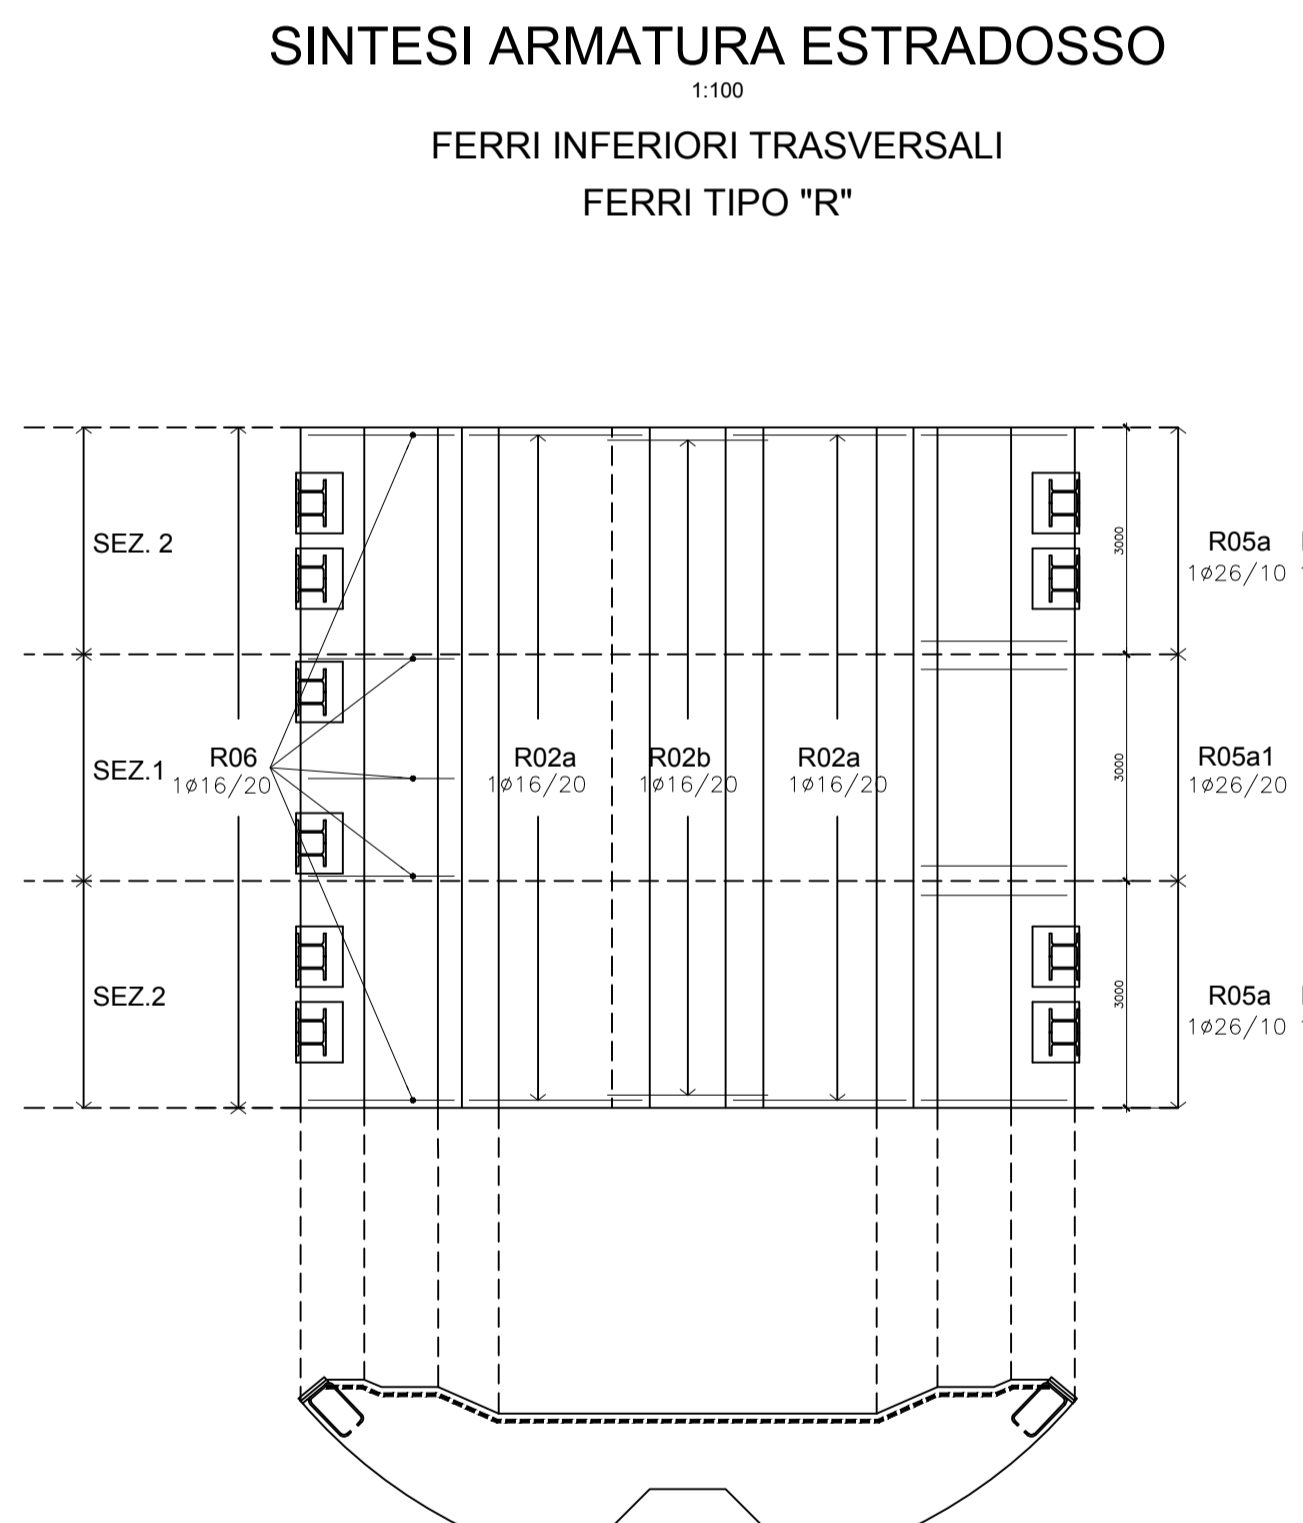 SINTESI ARMATURA ESTRADOSSO
1:100
FERRI INFERIORI TRASVERSALI
FERRI TIPO "R"
SEZ. 2
3000
R05a
1ø26/10
SEZ.1
R06
1ø16/20
R02a
1ø16/20
R02b
1ø16/20
R02a
1ø16/20
3000
R05a1
1ø26/20
SEZ.2
3000
R05a
1ø26/10